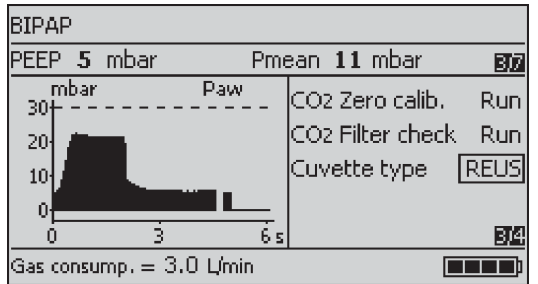 BIPAP
PEEP 5 mbar Pmean 11 mbar 3/7
mbar Paw
30
20
10
0
0 3 6 s
CO2 Zero calib. Run
CO2 Filter check Run
Cuvette type REUS
3/4
Gas consump. = 3.0 L/min